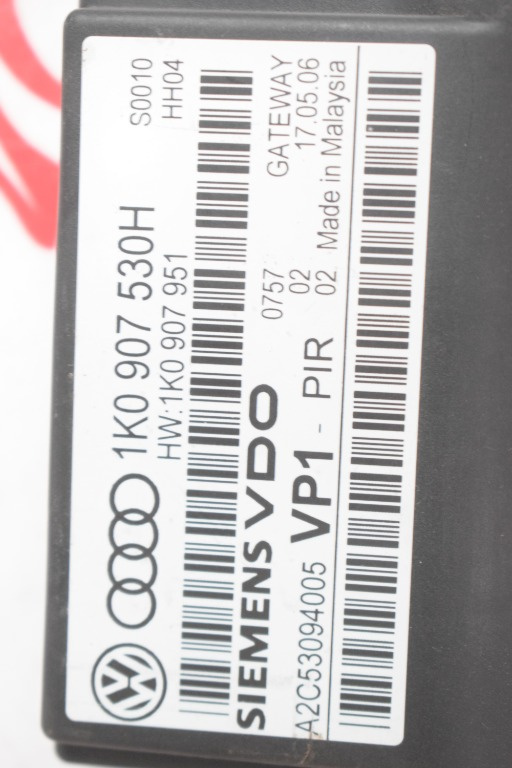 1K0 907 530H
S0010
HW:1K0 907 951
HH04
SIEMENS VDO
0757
GATEWAY
VP1 - PIR
02
17.05.06
A2C53094005
02
Made in Malaysia